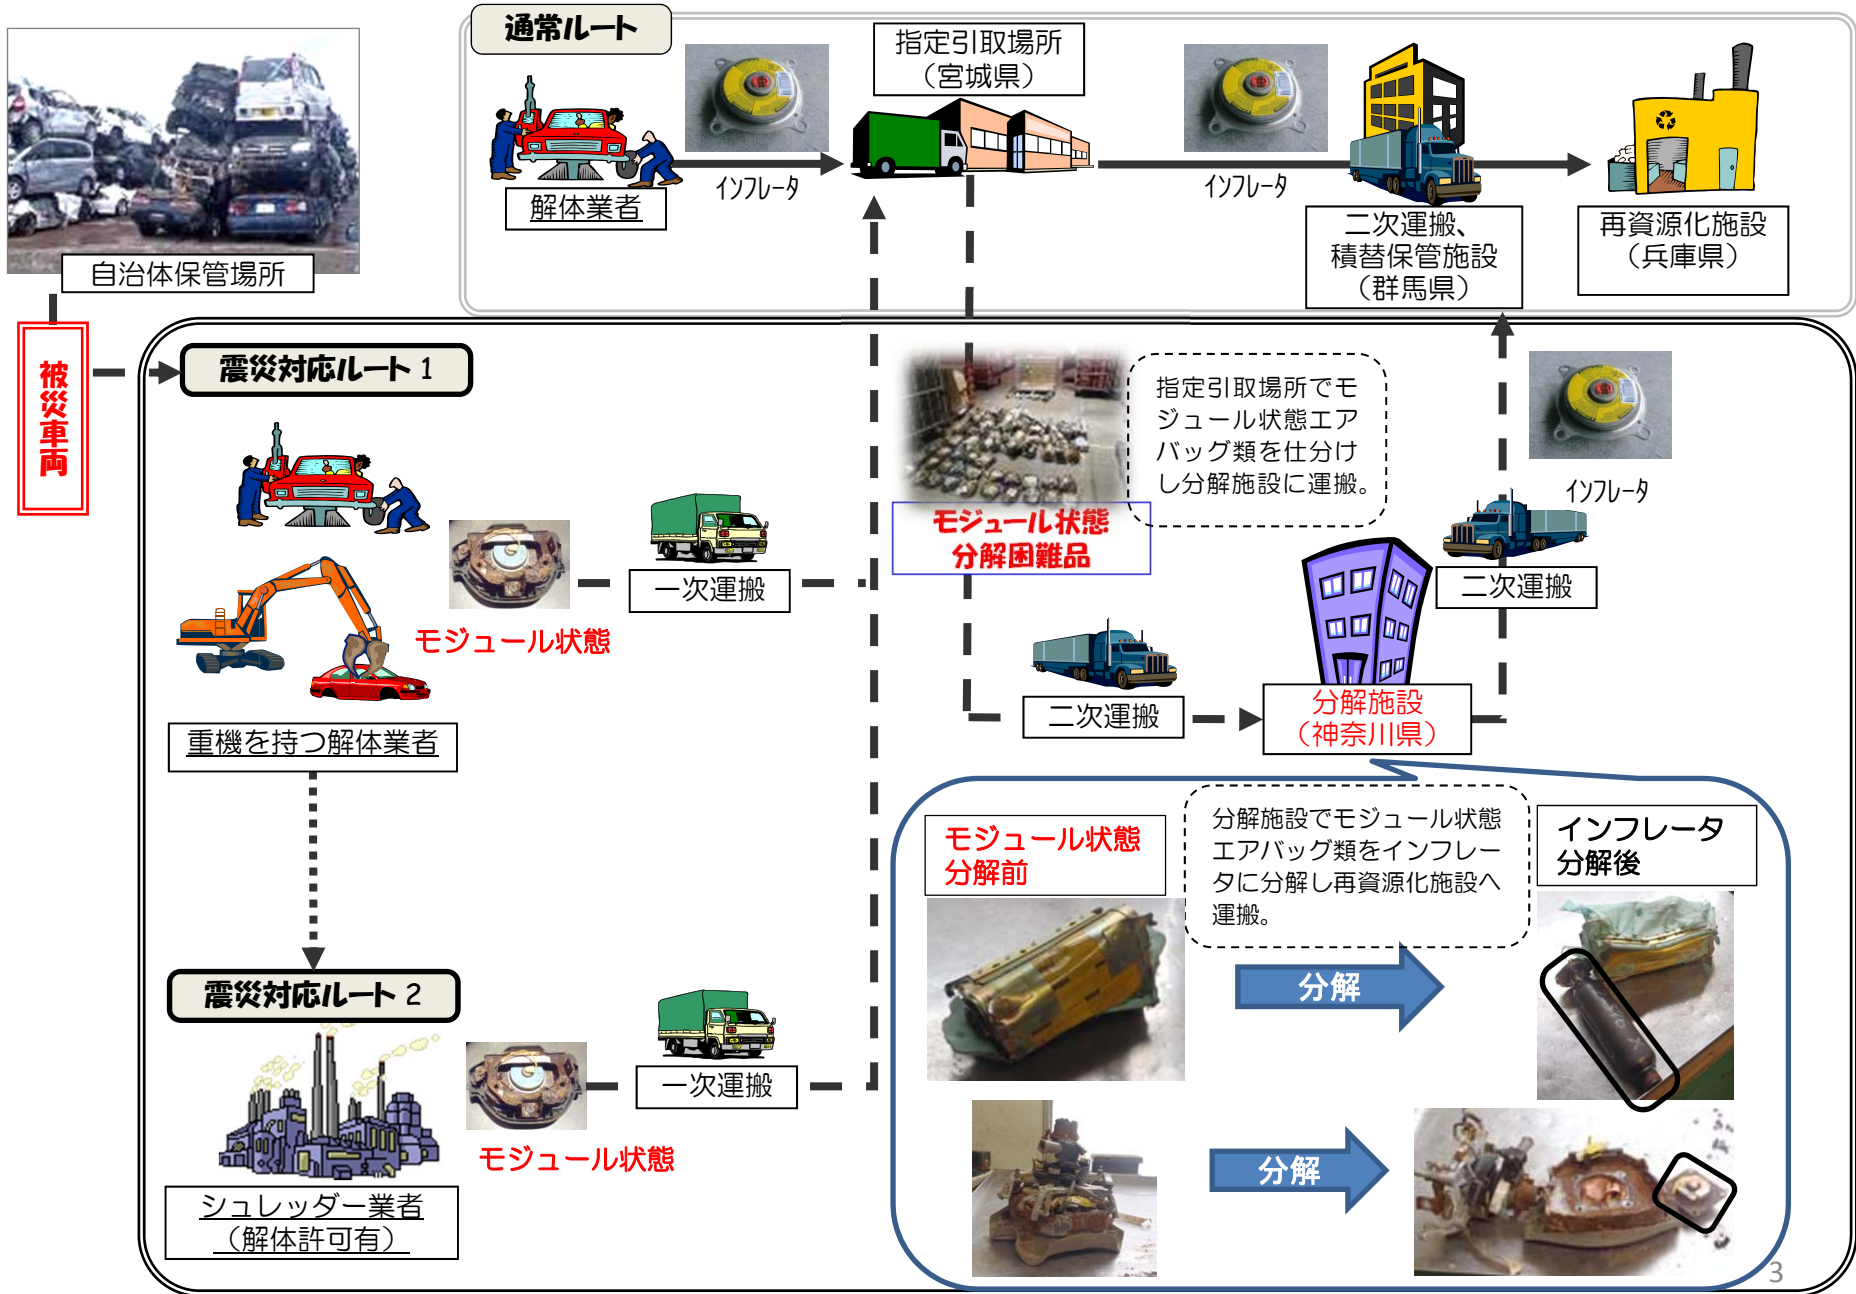 通常ルート
指定引取場所
（宮城県）
インフレータ
インフレータ
解体業者
二次運搬、
積替保管施設
（群馬県）
再資源化施設
（兵庫県）
自治体保管場所
被災車両
震災対応ルート 1
指定引取場所でモ
ジュール状態エア
バッグ類を仕分け
し分解施設に運搬。
インフレータ
モジュール状態
分解困難品
一次運搬
二次運搬
モジュール状態
重機を持つ解体業者
二次運搬
分解施設
（神奈川県）
モジュール状態
分解前
分解施設でモジュール状態
エアバッグ類をインフレー
タに分解し再資源化施設へ
運搬。
インフレータ
分解後
分解
震災対応ルート 2
一次運搬
モジュール状態
分解
シュレッダー業者
（解体許可有）
3